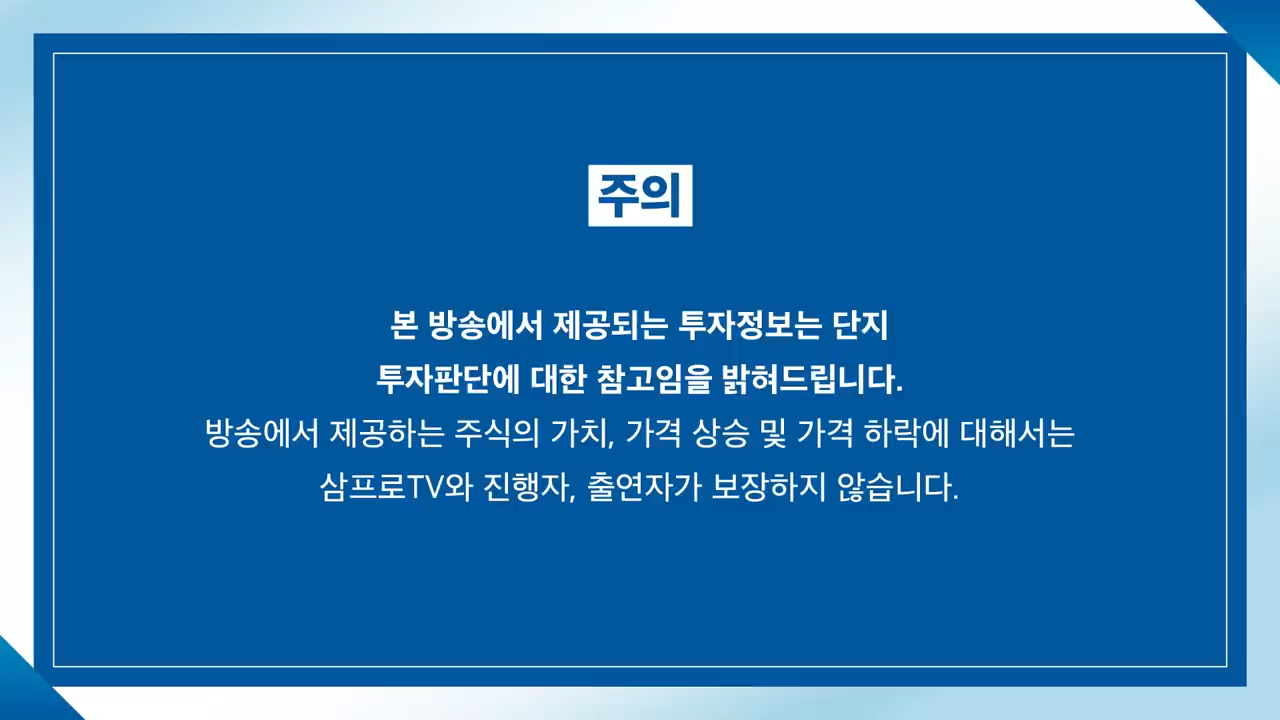 주의
본 방송에서 제공되는 투자정보는 단지
투자판단에 대한 참고임을 밝혀드립니다.
방송에서 제공하는 주식의 가치, 가격 상승 및 가격 하락에 대해서는
삼프로TV와 진행자, 출연자가 보장하지 않습니다.